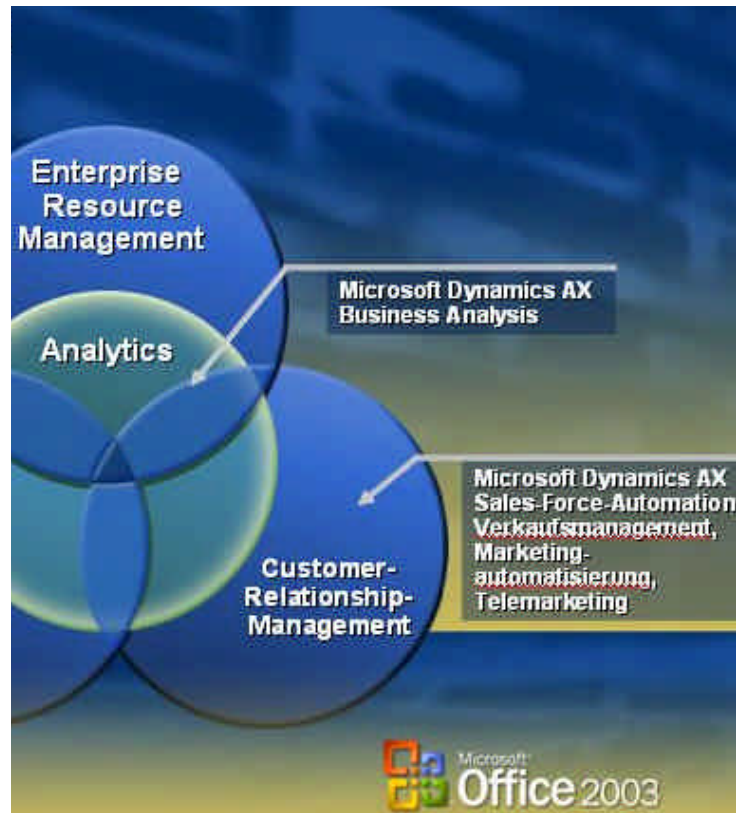 Enterprise
Resource
Management
Microsoft Dynamics AX
Business Analysis
Analytics
Microsoft Dynamics AX
Sales-Force-Automation
Verkaufsmanagement,
Marketing-
automatisierung,
Telemarketing
Customer-
Relationship-
Management
Microsoft
Office 2003